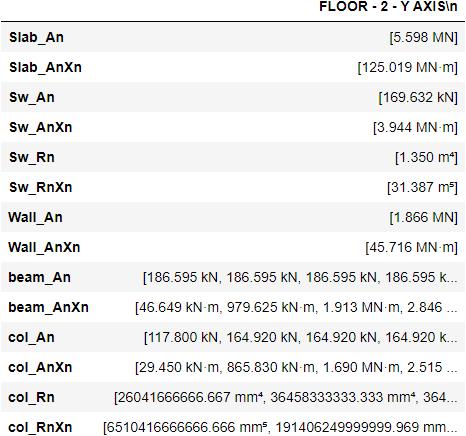 FLOOR - 2 - Y AXIS\n
Slab_An [5.598 MN]
Slab_AnXn [125.019 MN·m]
Sw_An [169.632 kN]
Sw_AnXn [3.944 MN·m]
Sw_Rn [1.350 m⁴]
Sw_RnXn [31.387 m⁵]
Wall_An [1.866 MN]
Wall_AnXn [45.716 MN·m]
beam_An [186.595 kN, 186.595 kN, 186.595 kN, 186.595 k...
beam_AnXn [46.649 kN·m, 979.625 kN·m, 1.913 MN·m, 2.846 ...
col_An [117.800 kN, 164.920 kN, 164.920 kN, 164.920 k...
col_AnXn [29.450 kN·m, 865.830 kN·m, 1.690 MN·m, 2.515 ...
col_Rn [26041666666.667 mm⁴, 36458333333.333 mm⁴, 364...
col_RnXn [6510416666666.666 mm⁵, 191406249999999.969 mm...